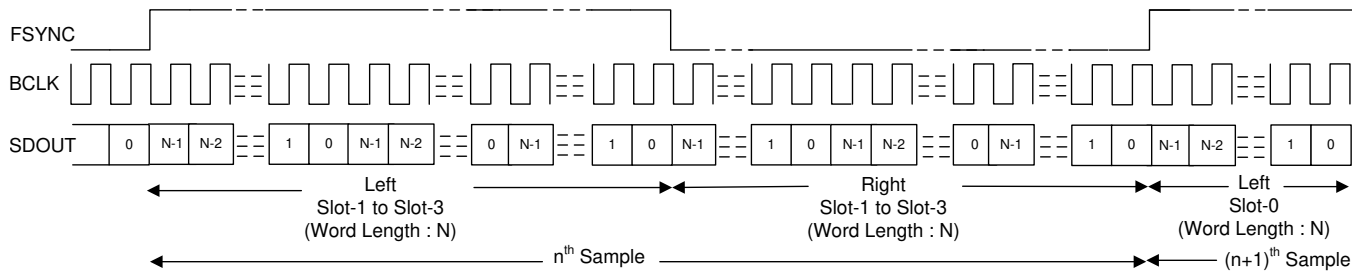 FSYNC
BCLK
SDOUT 0 N-1 N-2 1 0 N-1 N-2 0 N-1 1 0 N-1 1 0 N-1 N-2 0 N-1 1 0 N-1 N-2 1 0
Left Right Left
Slot-1 to Slot-3 Slot-1 to Slot-3 Slot-0
(Word Length : N) (Word Length : N) (Word Length : N)
nth Sample (n+1)th Sample